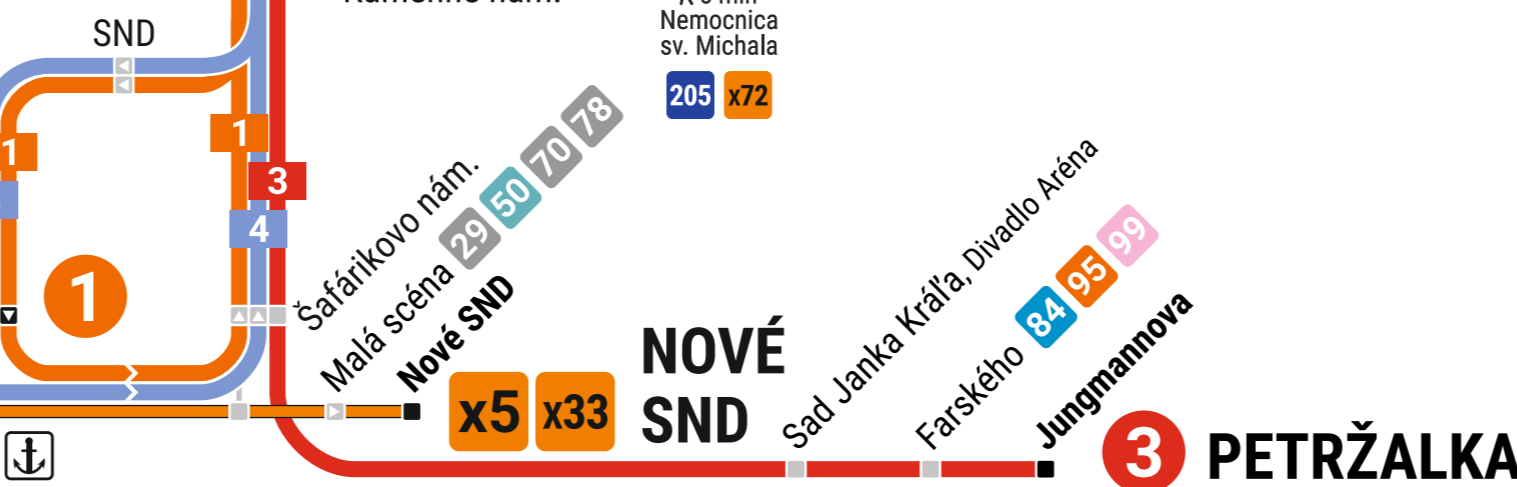 Kamenné nám.
SND
Nemocnica
sv. Michala
205 x72
1
1
3
4
1
Šafárikovo nám.
Malá scéna 29 50 70 78
Nové SND
x5 x33
NOVÉ
SND
Sad Janka Kráľa, Divadlo Aréna
Farského 84 95 99
Jungmannova
3 PETRŽALKA